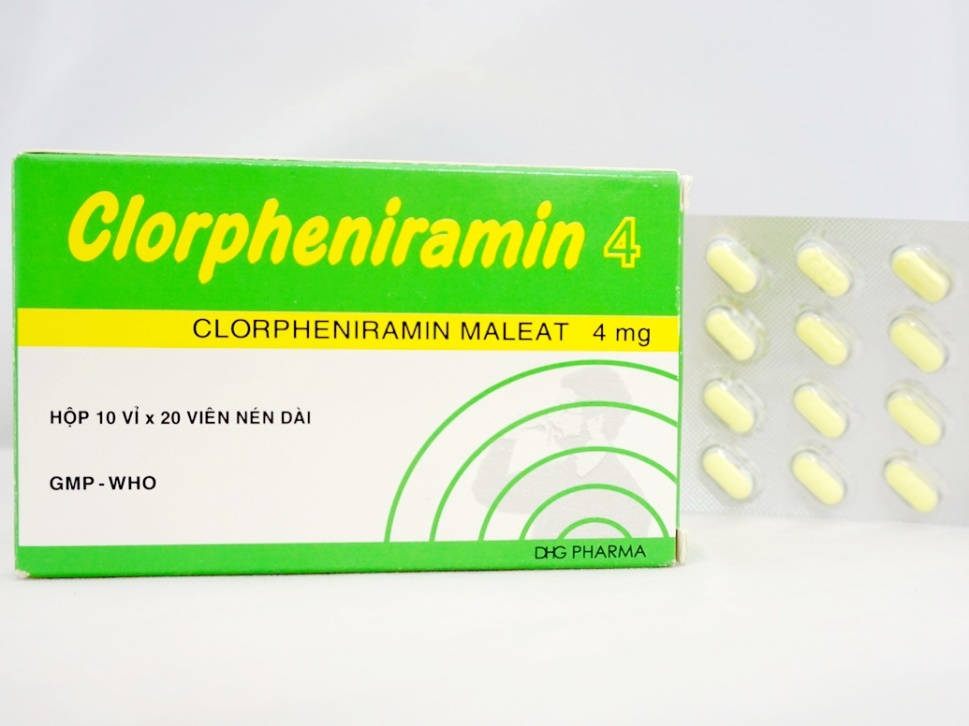 Clorpheniramin 4
CLORPHENIRAMIN MALEAT 4 mg
HỘP 10 VỈ x 20 VIÊN NÉN DÀI
GMP - WHO
DHG PHARMA